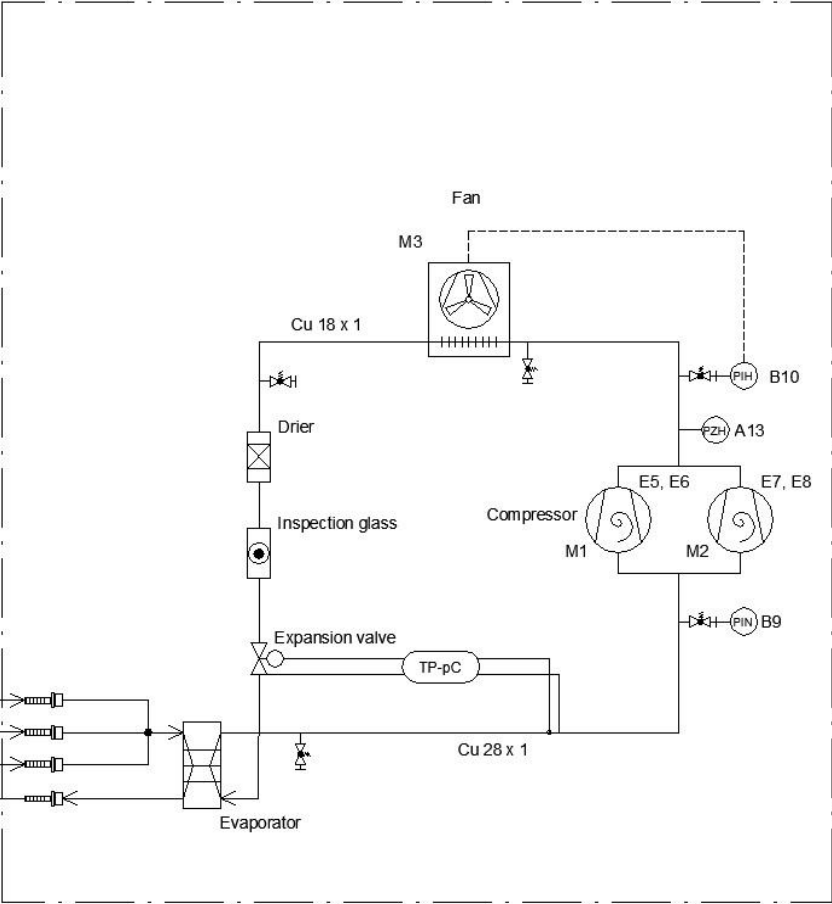 Fan
M3
Cu 18 x 1
PIH
B10
Drier
PZH
A13
E5, E6
E7, E8
Inspection glass
Compressor
M1
M2
PIN
B9
Expansion valve
TP-pC
Cu 28 x 1
Evaporator